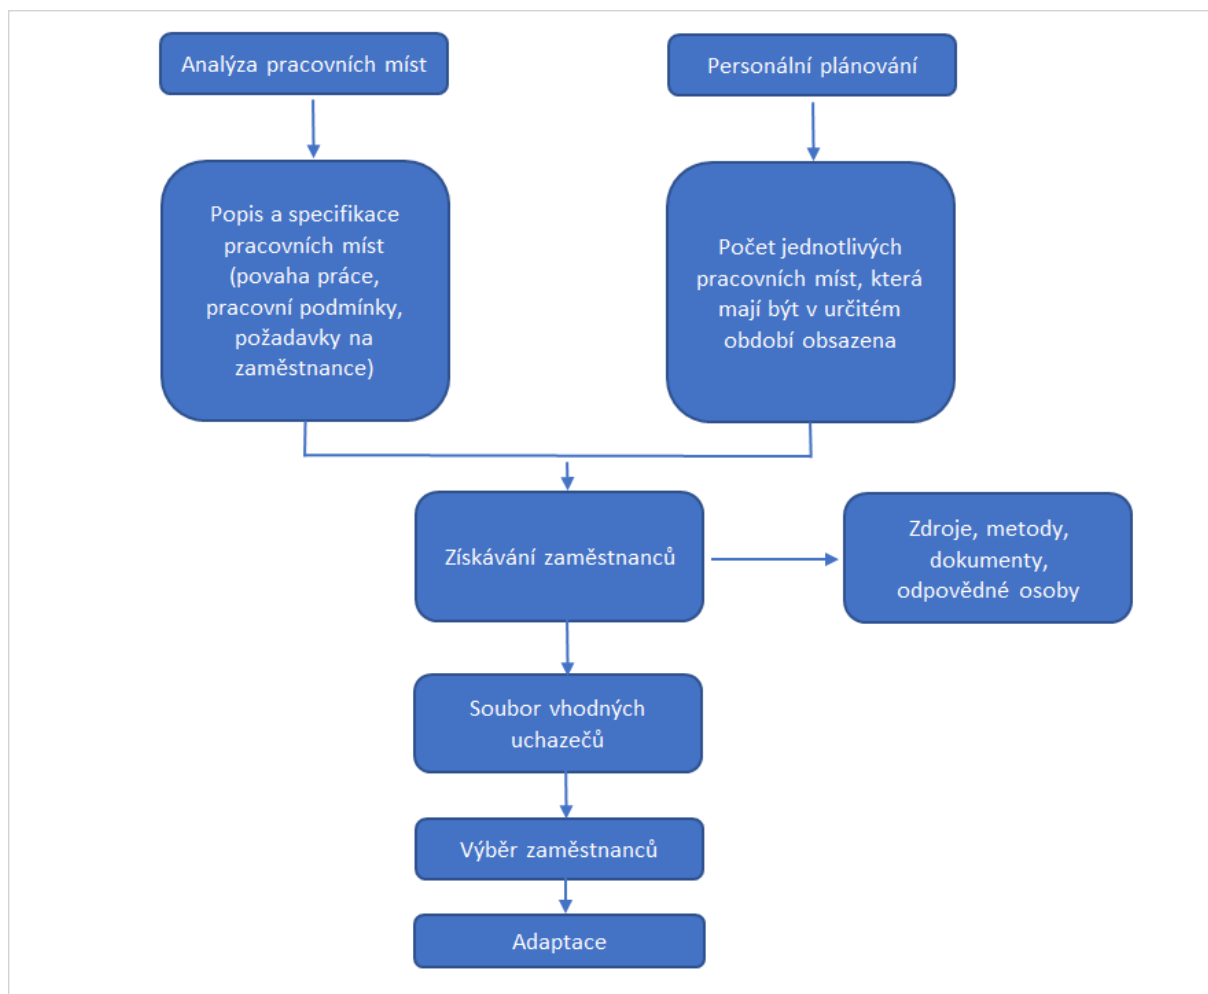 Analýza pracovních míst
Personální plánování
Popis a specifikace
pracovních míst
(povaha práce,
pracovní podmínky,
požadavky na
zaměstnance)
Počet jednotlivých
pracovních míst, která
mají být v určitém
období obsazena
Získávání zaměstnanců
Zdroje, metody,
dokumenty,
odpovědné osoby
Soubor vhodných
uchazečů
Výběr zaměstnanců
Adaptace